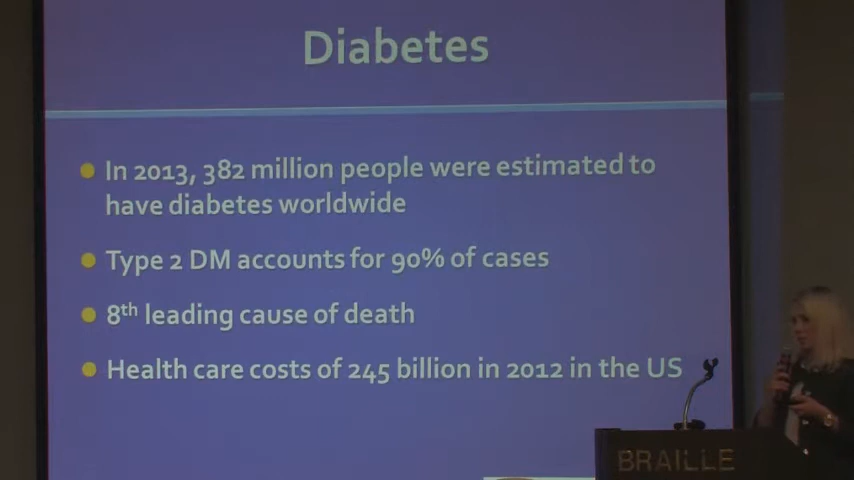 Diabetes
In 2013, 382 million people were estimated to
have diabetes worldwide
Type 2 DM accounts for 90% of cases
8th leading cause of death
Health care costs of 245 billion in 2012 in the US
BRAILLE